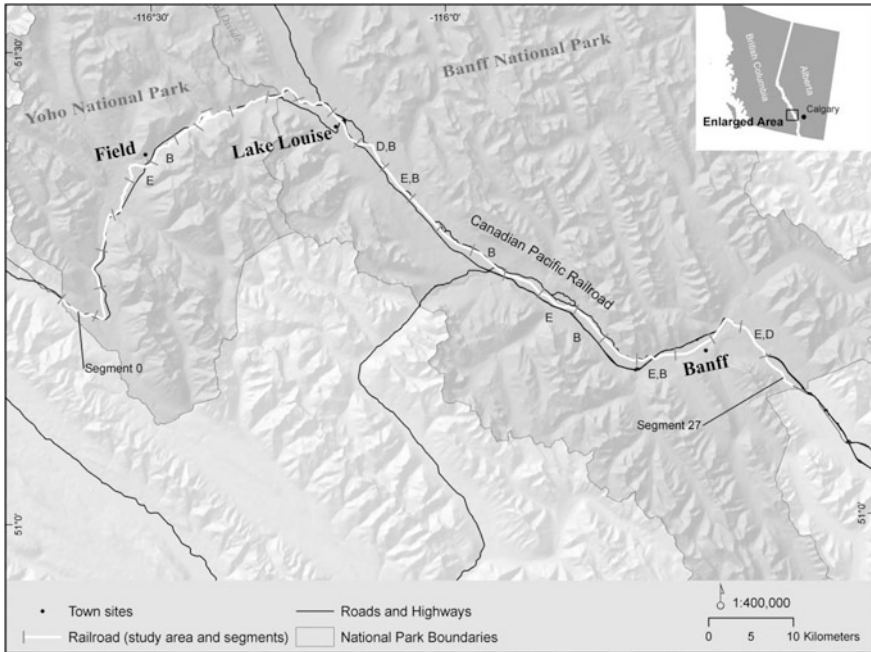 -116°30'
-116°0'
51°30'
Banff National Park
Yoho National Park
British Columbia
Alberta
Calgary
Enlarged Area
Field
B
E
Lake Louise
D,B
E,B
Canadian Pacific Railroad
B
E
B
E,B
Banff
E,D
Segment 0
Segment 27
51°0'
51°0'
Town sites
Roads and Highways
Railroad (study area and segments)
National Park Boundaries
1:400,000
0 5 10 Kilometers